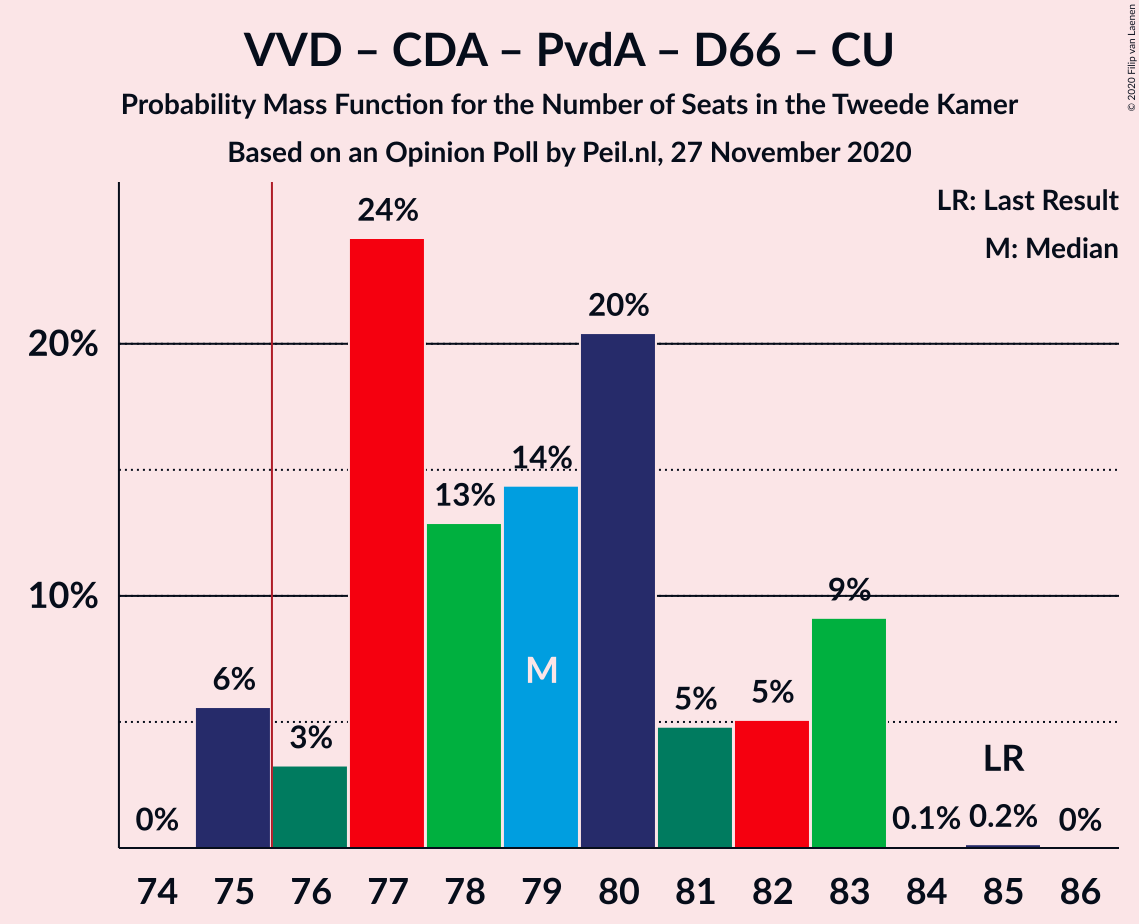 VVD – CDA – PvdA – D66 – CU
Probability Mass Function for the Number of Seats in the Tweede Kamer
Based on an Opinion Poll by Peil.nl, 27 November 2020
© 2020 Filip van Laenen
LR: Last Result
M: Median
20%
10%
0%
6%
3%
24%
13%
14%
20%
5%
5%
9%
0.1%
0.2%
0%
M
LR
74 75 76 77 78 79 80 81 82 83 84 85 86